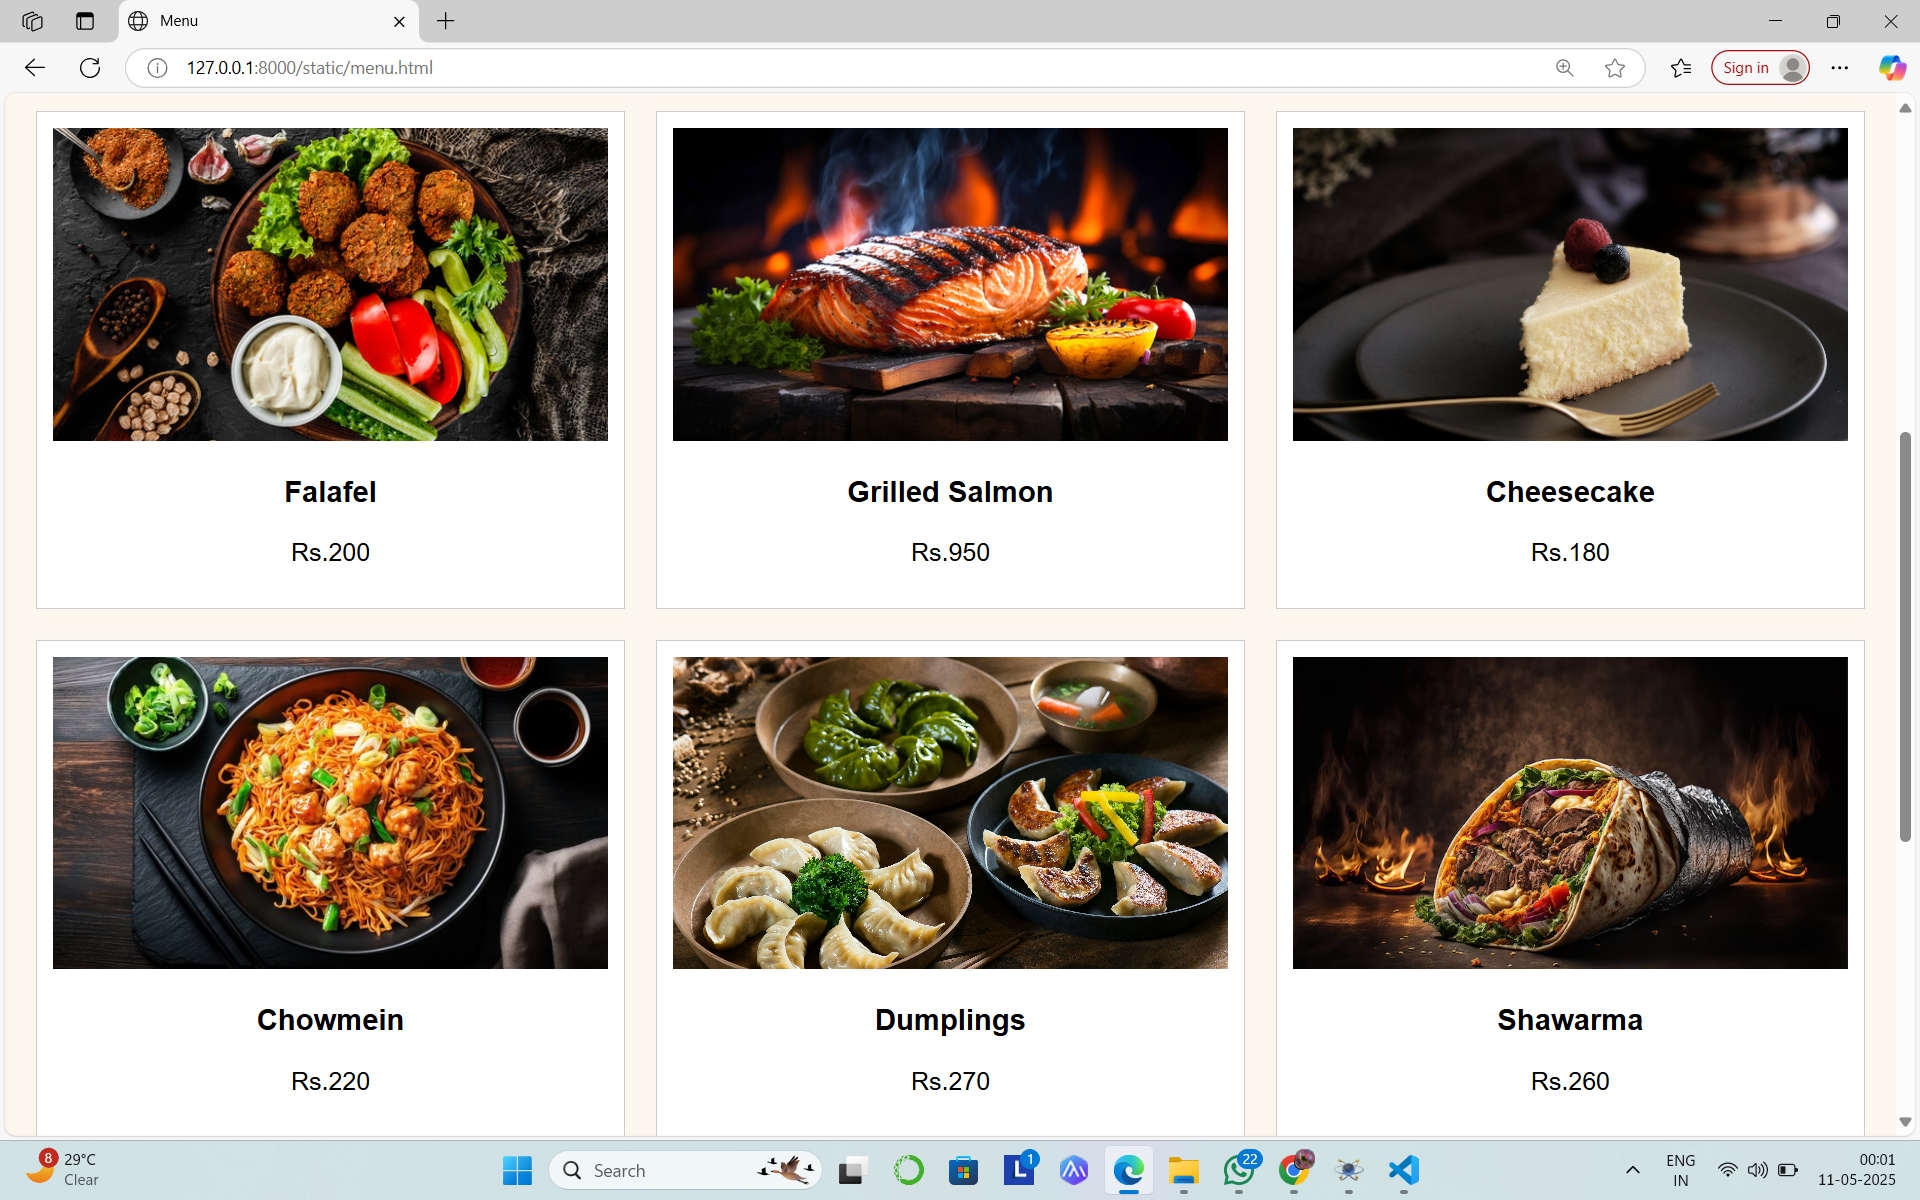 Menu
127.0.0.1:8000/static/menu.html
Sign in
Falafel
Grilled Salmon
Cheesecake
Rs.200
Rs.950
Rs.180
Chowmein
Dumplings
Shawarma
Rs.220
Rs.270
Rs.260
8
29°C
Clear
Search
L
1
22
ENG
IN
00:01
11-05-2025